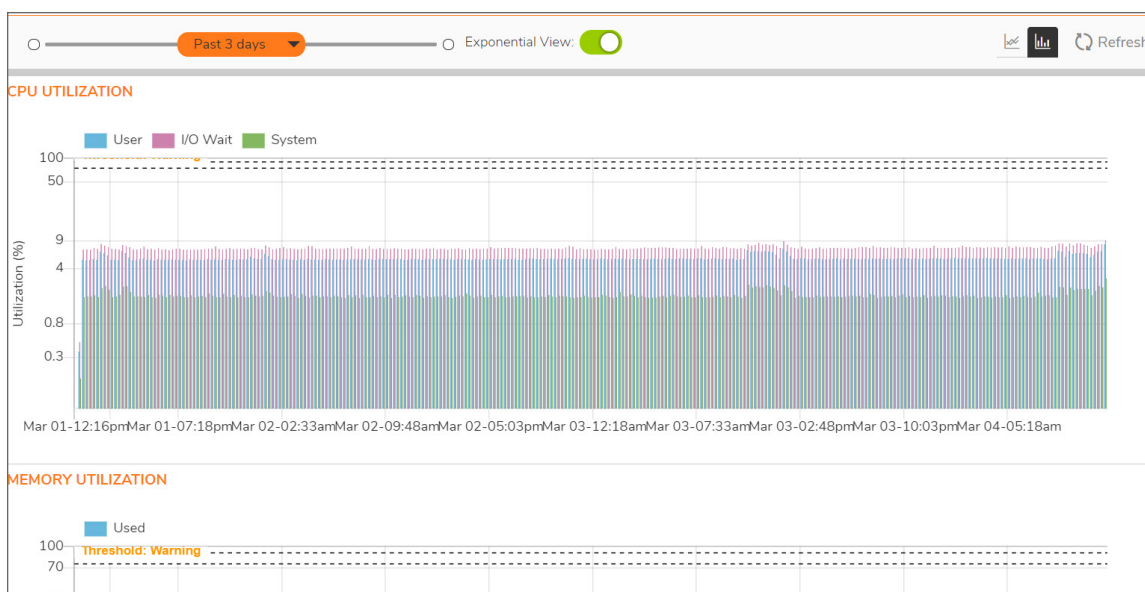 Past 3 days Exponential View: Refresh
CPU UTILIZATION
User I/O Wait System
100
50
9
4
0.8
0.3
Utilization (%)
Mar 01-12:16pm Mar 01-07:18pm Mar 02-02:33am Mar 02-09:48am Mar 02-05:03pm Mar 03-12:18am Mar 03-07:33am Mar 03-02:48pm Mar 03-10:03pm Mar 04-05:18am
MEMORY UTILIZATION
Used
100
Threshold: Warning
70